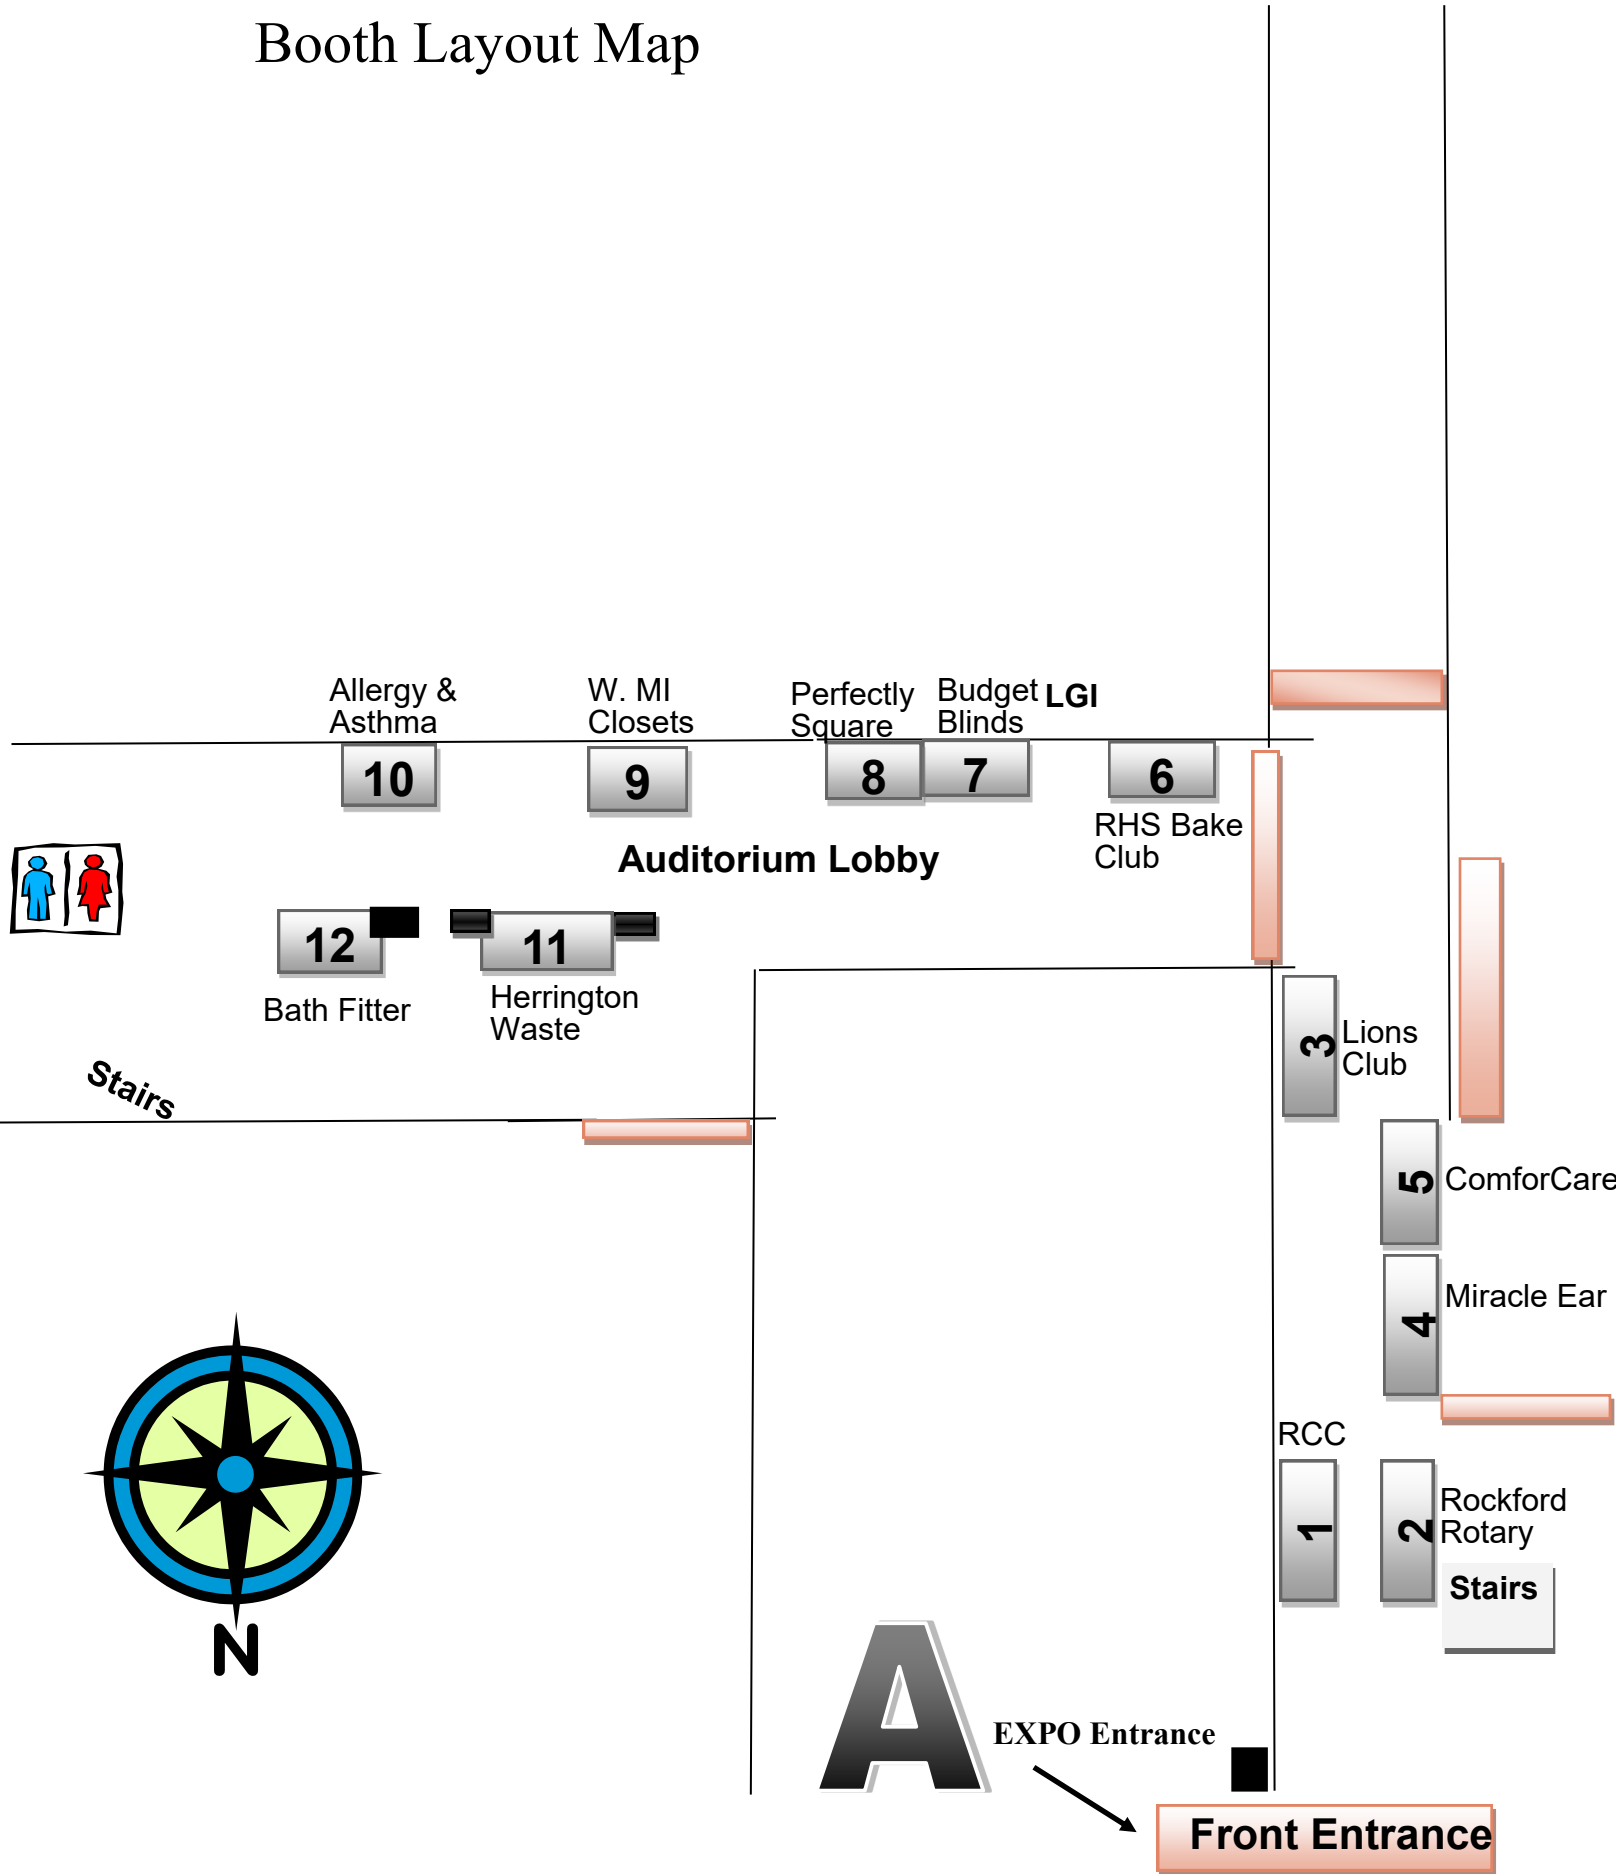 Booth Layout Map
Allergy &
Asthma
W. MI
Closets
Perfectly
Square
Budget
Blinds
LGI
10
9
8
7
6
RHS Bake
Club
Auditorium Lobby
12
11
Bath Fitter
Herrington
Waste
3
Lions
Club
Stairs
5
ComforCare
4
Miracle Ear
RCC
1
2
Rockford
Rotary
Stairs
N
A
EXPO Entrance
Front Entrance